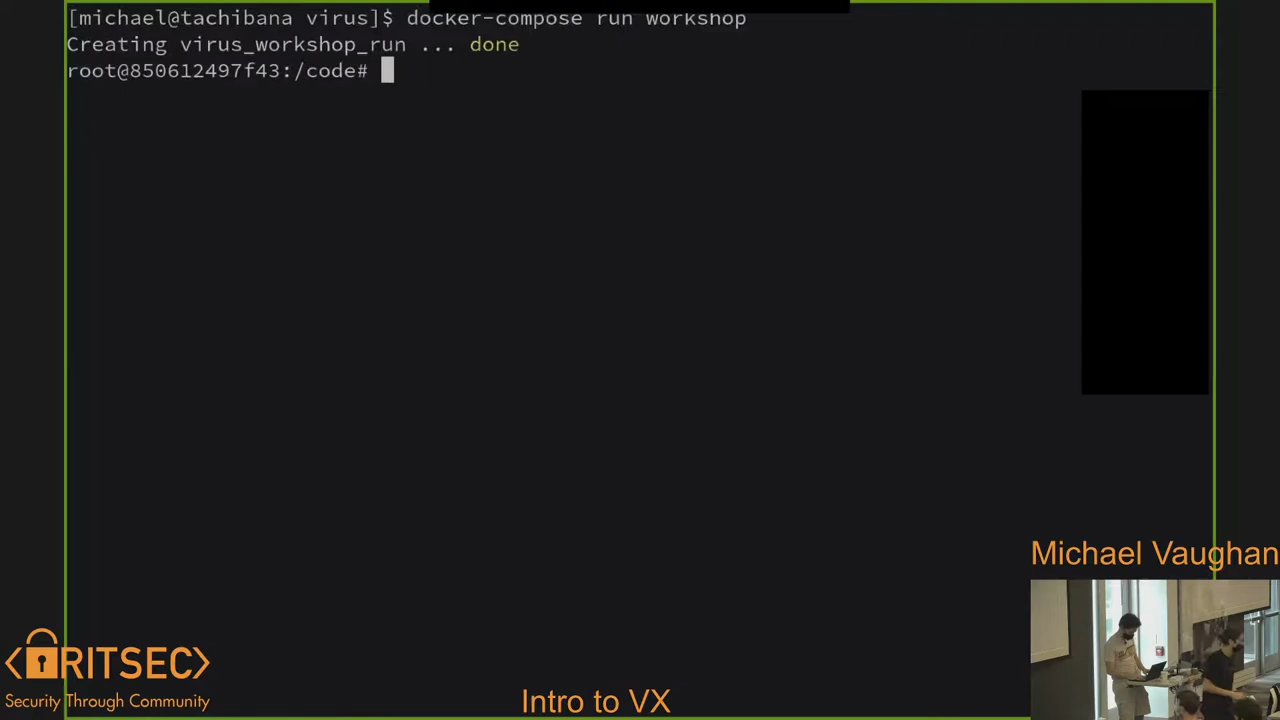 [michael@tachibana virus]$ docker-compose run workshop
Creating virus_workshop_run ... done
root@850612497f43:/code#
Michael Vaughan
<RITSEC>
Security Through Community
Intro to VX